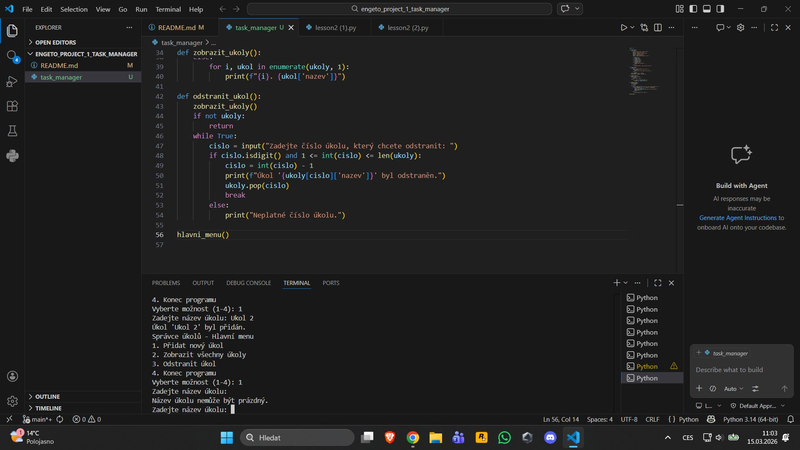 File Edit Selection View Go Run Terminal Help
engeto_project_1_task_manager
EXPLORER
OPEN EDITORS
ENGETO_PROJECT_1_TASK_MANAGER
README.md M
task_manager U
OUTLINE
TIMELINE
README.md M
task_manager U
lesson2 (1).py
lesson2 (2).py
task_manager > ...
34 def zobrazit_ukoly():
39 for i, ukol in enumerate(ukoly, 1):
40 print(f"{i}. {ukol['nazev']}")
41
42 def odstranit_ukol():
43 zobrazit_ukoly()
44 if not ukoly:
45 return
46 while True:
47 cislo = input("Zadejte číslo úkolu, který chcete odstranit: ")
48 if cislo.isdigit() and 1 <= int(cislo) <= len(ukoly):
49 cislo = int(cislo) - 1
50 print(f"Úkol '{ukoly[cislo]['nazev']}' byl odstraněn.")
51 ukoly.pop(cislo)
52 break
53 else:
54 print("Neplatné číslo úkolu.")
55
56 hlavni_menu()
57
PROBLEMS OUTPUT DEBUG CONSOLE TERMINAL PORTS
4. Konec programu
Vyberte možnost (1-4): 1
Zadejte název úkolu: Ukol 2
Úkol 'Ukol 2' byl přidán.
Správce úkolů - Hlavní menu
1. Přidat nový úkol
2. Zobrazit všechny úkoly
3. Odstranit úkol
4. Konec programu
Vyberte možnost (1-4): 1
Zadejte název úkolu:
Název úkolu nemůže být prázdný.
Zadejte název úkolu:
Python
Python
Python
Python
Python
Python
Python
Python
Build with Agent
AI responses may be
inaccurate
Generate Agent Instructions to
onboard AI onto your codebase.
task_manager
Describe what to build
Auto
L...
Default Appr...
main*+
0 0
Ln 56, Col 14 Spaces: 4 UTF-8 CRLF {} Python Python 3.14 (64-bit)
14°C
Polojasno
Hledat
CES
11:03
15.03.2026